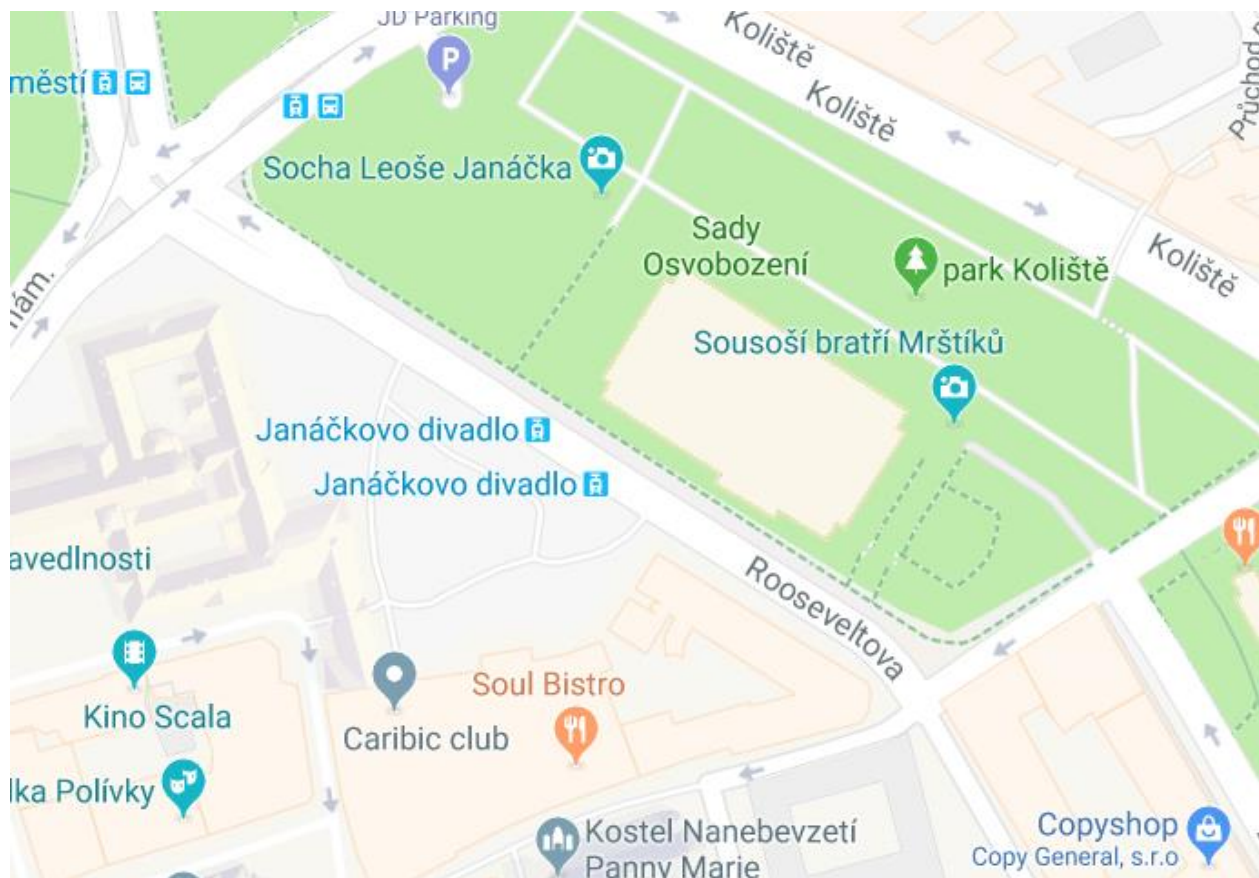 JD Parking
P
Koliště
Koliště
Průchod
městí
Socha Leoše Janáčka
Sady
Osvobození
park Koliště
Koliště
nám.
Sousoší bratří Mrštíků
Janáčkovo divadlo
Janáčkovo divadlo
avedlnosti
Rooseveltova
Soul Bistro
Kino Scala
Caribic club
lka Polívky
Kostel Nanebevzetí
Panny Marie
Copyshop
Copy General, s.r.o